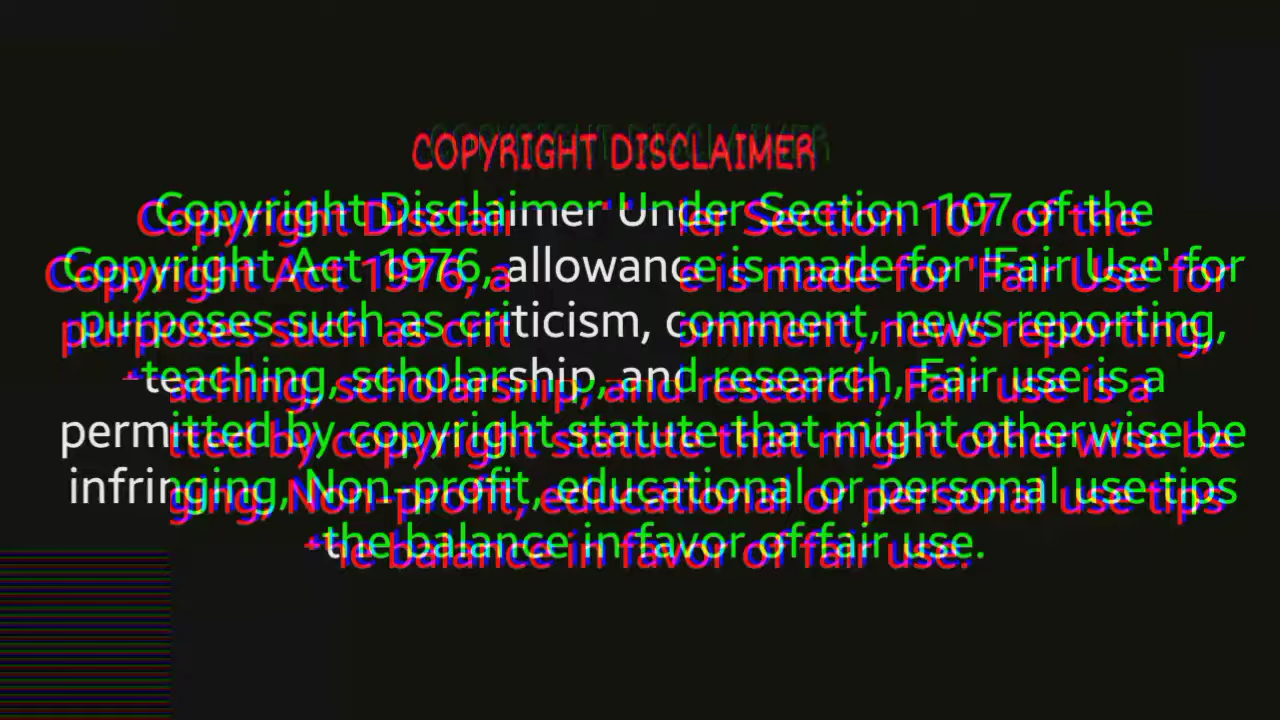 COPYRIGHT DISCLAIMER
Copyright Disclaimer Under Section 107 of the
Copyright Act 1976, allowance is made for 'Fair Use' for
purposes such as criticism, comment, news reporting,
teaching, scholarship, and research, Fair use is a
permitted by copyright statute that might otherwise be
infringing, Non-profit, educational or personal use tips
the balance in favor of fair use.